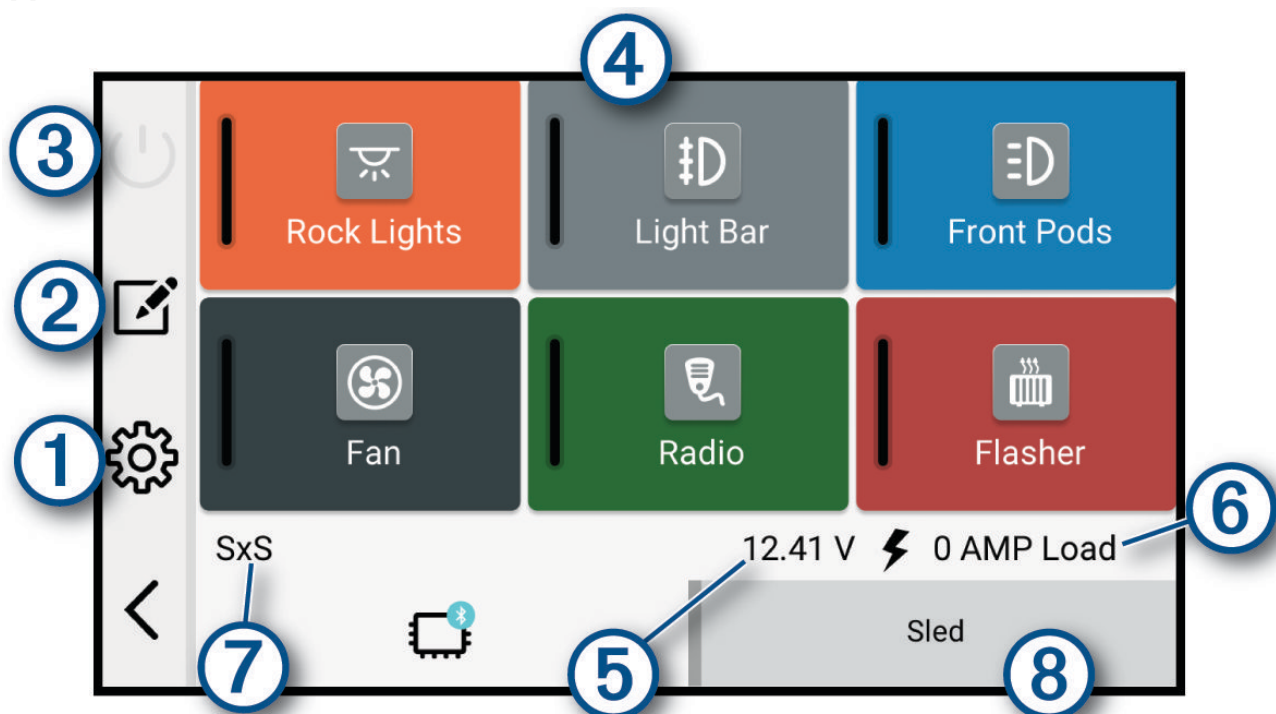 4
3
Rock Lights
Light Bar
Front Pods
2
1
Fan
Radio
Flasher
6
SxS
12.41 V
0 AMP Load
Sled
7
5
8